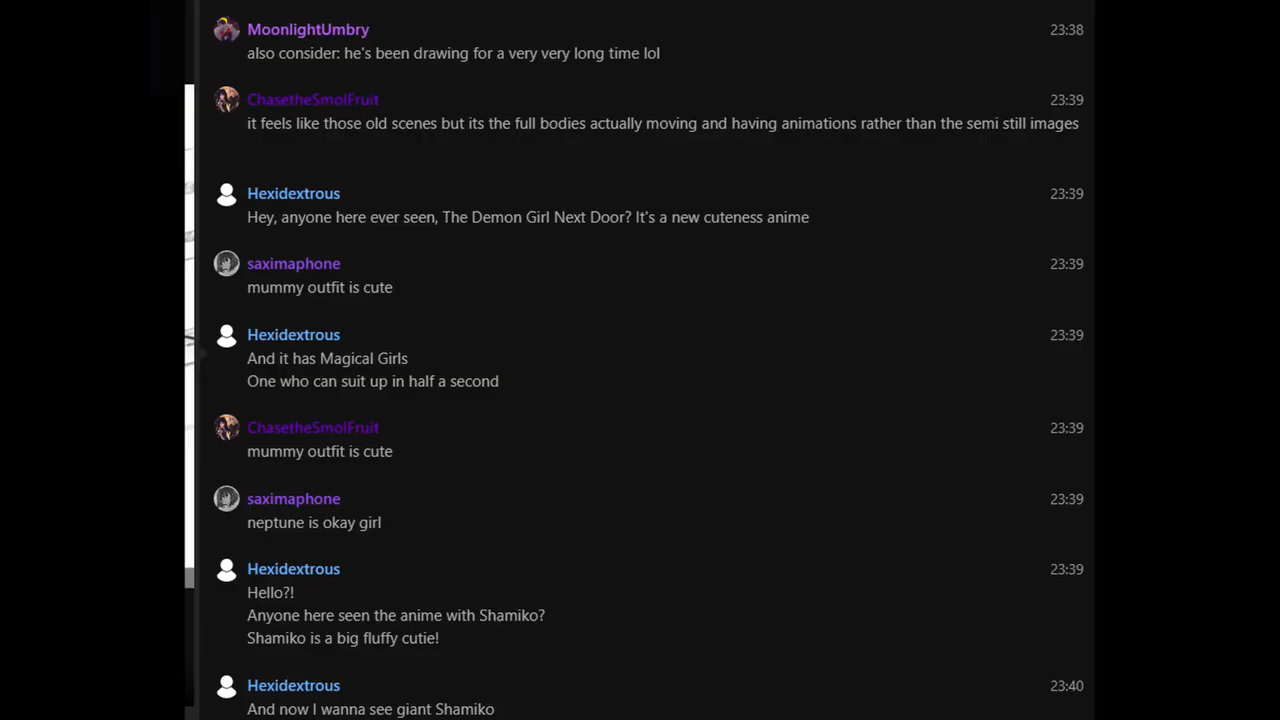 MoonlightUmbry 23:38
also consider: he's been drawing for a very very long time lol
ChasetheSmolFruit 23:39
it feels like those old scenes but its the full bodies actually moving and having animations rather than the semi still images
Hexidextrous 23:39
Hey, anyone here ever seen, The Demon Girl Next Door? It's a new cuteness anime
saximaphone 23:39
mummy outfit is cute
Hexidextrous 23:39
And it has Magical Girls
One who can suit up in half a second
ChasetheSmolFruit 23:39
mummy outfit is cute
saximaphone 23:39
neptune is okay girl
Hexidextrous 23:39
Hello?!
Anyone here seen the anime with Shamiko?
Shamiko is a big fluffy cutie!
Hexidextrous 23:40
And now I wanna see giant Shamiko